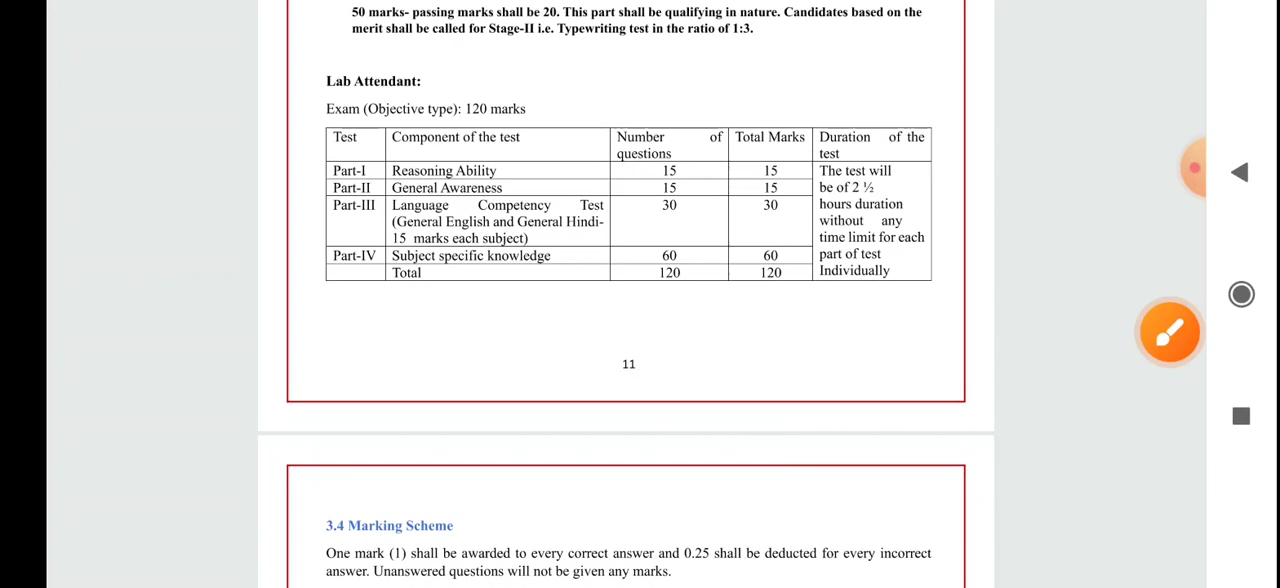 50 marks- passing marks shall be 20. This part shall be qualifying in nature. Candidates based on the
merit shall be called for Stage-II i.e. Typewriting test in the ratio of 1:3.
Lab Attendant:
Exam (Objective type): 120 marks
Test Component of the test Number of questions Total Marks Duration of the test
Part-I Reasoning Ability 15 15 The test will
Part-II General Awareness 15 15 be of 2 ½
Part-III Language Competency Test 30 30 hours duration
(General English and General Hindi- without any
15 marks each subject) time limit for each
Part-IV Subject specific knowledge 60 60 part of test
Total 120 120 Individually
11
3.4 Marking Scheme
One mark (1) shall be awarded to every correct answer and 0.25 shall be deducted for every incorrect
answer. Unanswered questions will not be given any marks.